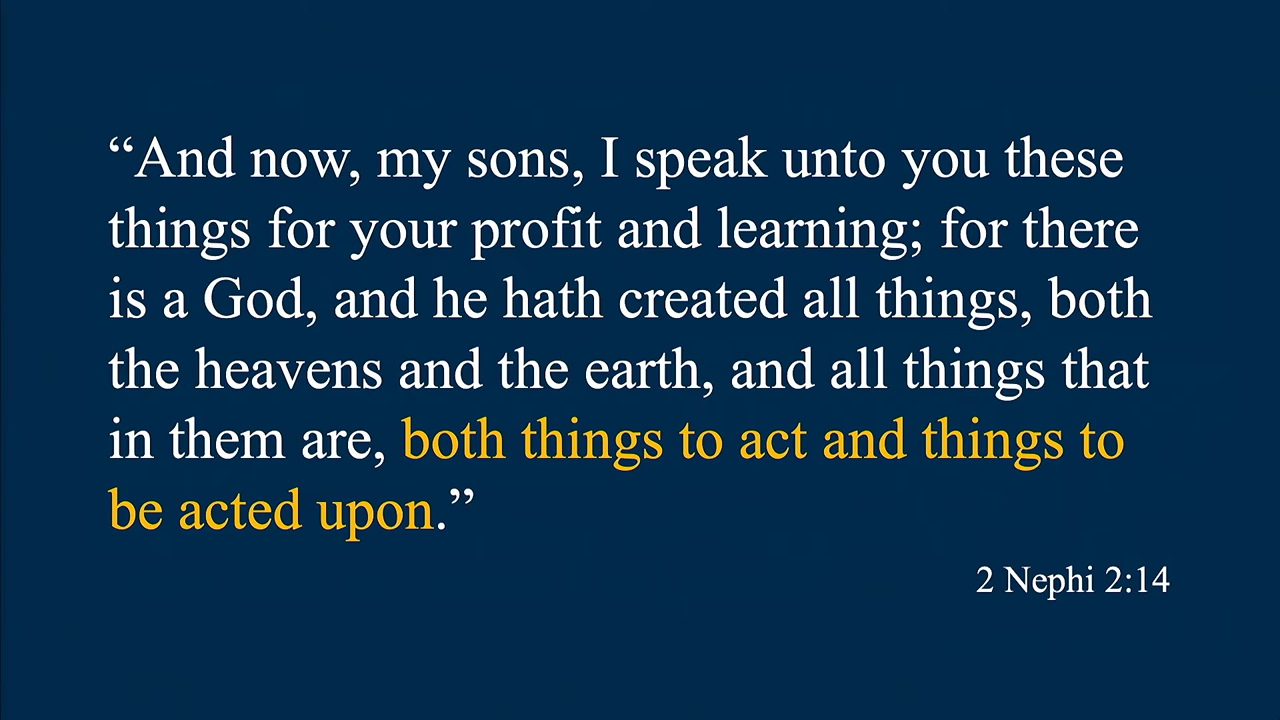 “And now, my sons, I speak unto you these
things for your profit and learning; for there
is a God, and he hath created all things, both
the heavens and the earth, and all things that
in them are, both things to act and things to
be acted upon.”
2 Nephi 2:14